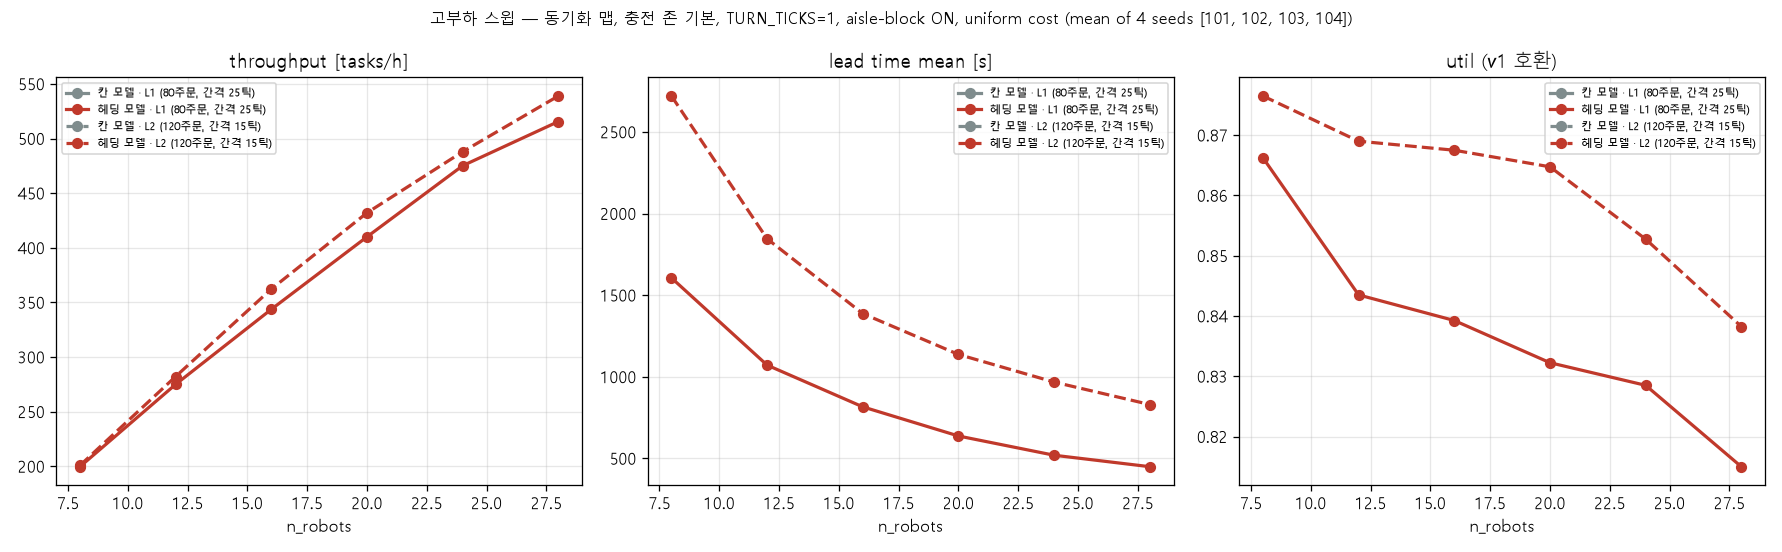 고부하 스윕 — 동기화 맵, 충전 존 기본, TURN_TICKS=1, aisle-block ON, uniform cost (mean of 4 seeds [101, 102, 103, 104])
throughput [tasks/h]
칸 모델 · L1 (80주문, 간격 25틱)
헤딩 모델 · L1 (80주문, 간격 25틱)
칸 모델 · L2 (120주문, 간격 15틱)
헤딩 모델 · L2 (120주문, 간격 15틱)
550
500
450
400
350
300
250
200
7.5 10.0 12.5 15.0 17.5 20.0 22.5 25.0 27.5
n_robots
lead time mean [s]
칸 모델 · L1 (80주문, 간격 25틱)
헤딩 모델 · L1 (80주문, 간격 25틱)
칸 모델 · L2 (120주문, 간격 15틱)
헤딩 모델 · L2 (120주문, 간격 15틱)
2500
2000
1500
1000
500
7.5 10.0 12.5 15.0 17.5 20.0 22.5 25.0 27.5
n_robots
util (v1 호환)
칸 모델 · L1 (80주문, 간격 25틱)
헤딩 모델 · L1 (80주문, 간격 25틱)
칸 모델 · L2 (120주문, 간격 15틱)
헤딩 모델 · L2 (120주문, 간격 15틱)
0.87
0.86
0.85
0.84
0.83
0.82
7.5 10.0 12.5 15.0 17.5 20.0 22.5 25.0 27.5
n_robots